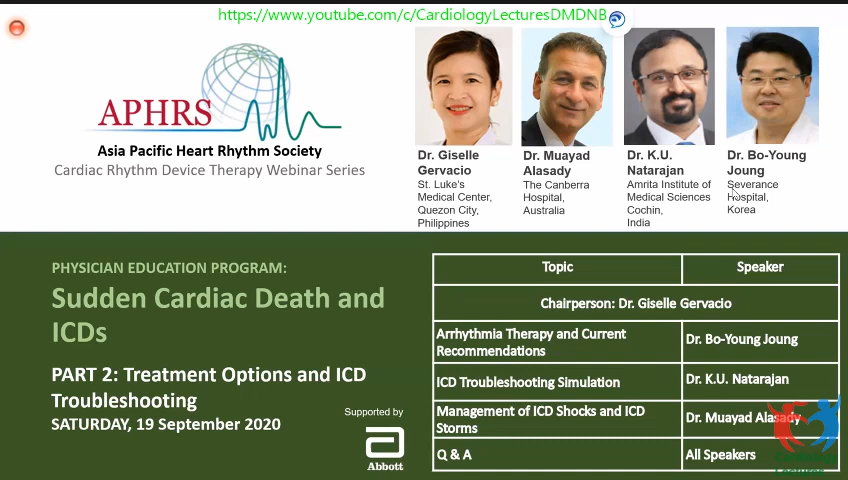 https://www.youtube.com/c/CardiologyLecturesDMDNB
APHRS
Asia Pacific Heart Rhythm Society
Cardiac Rhythm Device Therapy Webinar Series
Dr. Giselle
Gervacio
St. Luke's
Medical Center,
Quezon City,
Philippines
Dr. Muayad
Alasady
The Canberra
Hospital,
Australia
Dr. K.U.
Natarajan
Amrita Institute of
Medical Sciences
Cochin,
India
Dr. Bo-Young
Joung
Severance
Hospital,
Korea
PHYSICIAN EDUCATION PROGRAM:
Sudden Cardiac Death and
ICDs
PART 2: Treatment Options and ICD
Troubleshooting
SATURDAY, 19 September 2020
Supported by
Abbott
Topic Speaker
Chairperson: Dr. Giselle Gervacio
Arrhythmia Therapy and Current
Recommendations
Dr. Bo-Young Joung
ICD Troubleshooting Simulation
Dr. K.U. Natarajan
Management of ICD Shocks and ICD
Storms
Dr. Muayad Alasady
Q & A
All Speakers
Cardiology
Lectures